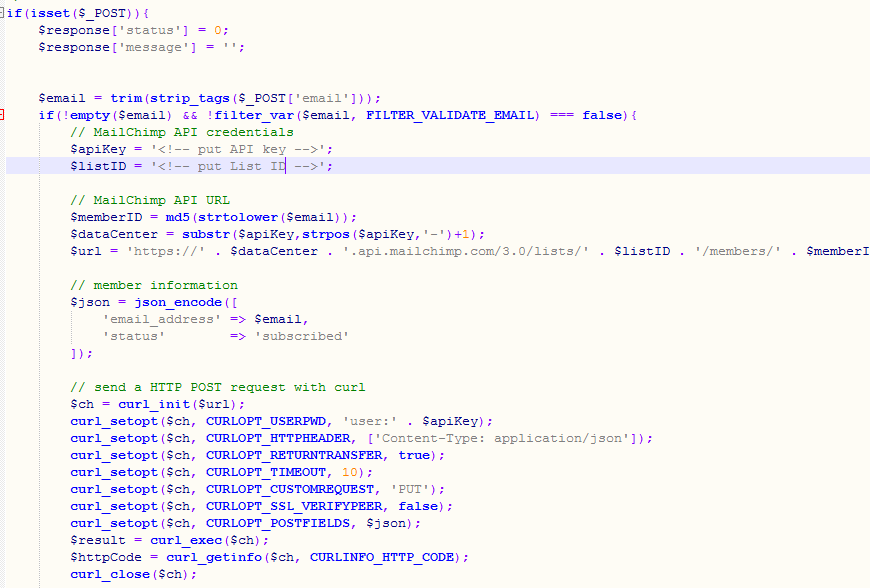 if(isset($_POST)){
$response['status'] = 0;
$response['message'] = '';
$email = trim(strip_tags($_POST['email']));
if(!empty($email) && !filter_var($email, FILTER_VALIDATE_EMAIL) === false){
// MailChimp API credentials
$apiKey = '<!-- put API key -->';
$listID = '<!-- put List ID -->';
// MailChimp API URL
$memberID = md5(strtolower($email));
$dataCenter = substr($apiKey,strpos($apiKey,'-')+1);
$url = 'https://' . $dataCenter . '.api.mailchimp.com/3.0/lists/' . $listID . '/members/' . $memberI
// member information
$json = json_encode([
'email_address' => $email,
'status' => 'subscribed'
]);
// send a HTTP POST request with curl
$ch = curl_init($url);
curl_setopt($ch, CURLOPT_USERPWD, 'user:' . $apiKey);
curl_setopt($ch, CURLOPT_HTTPHEADER, ['Content-Type: application/json']);
curl_setopt($ch, CURLOPT_RETURNTRANSFER, true);
curl_setopt($ch, CURLOPT_TIMEOUT, 10);
curl_setopt($ch, CURLOPT_CUSTOMREQUEST, 'PUT');
curl_setopt($ch, CURLOPT_SSL_VERIFYPEER, false);
curl_setopt($ch, CURLOPT_POSTFIELDS, $json);
$result = curl_exec($ch);
$httpCode = curl_getinfo($ch, CURLINFO_HTTP_CODE);
curl_close($ch);